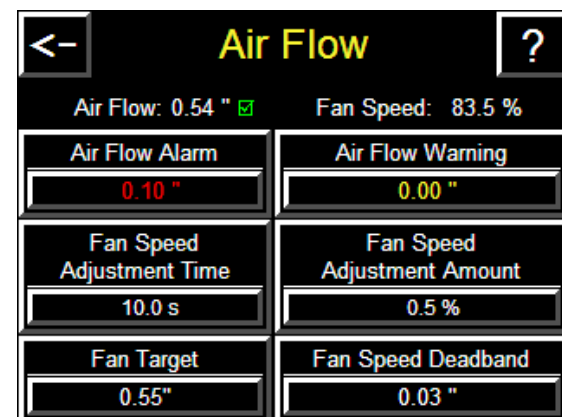 <- Air Flow ?
Air Flow: 0.54 " ☑ Fan Speed: 83.5 %
Air Flow Alarm Air Flow Warning
0.10 " 0.00 "
Fan Speed Fan Speed
Adjustment Time Adjustment Amount
10.0 s 0.5 %
Fan Target Fan Speed Deadband
0.55" 0.03 "